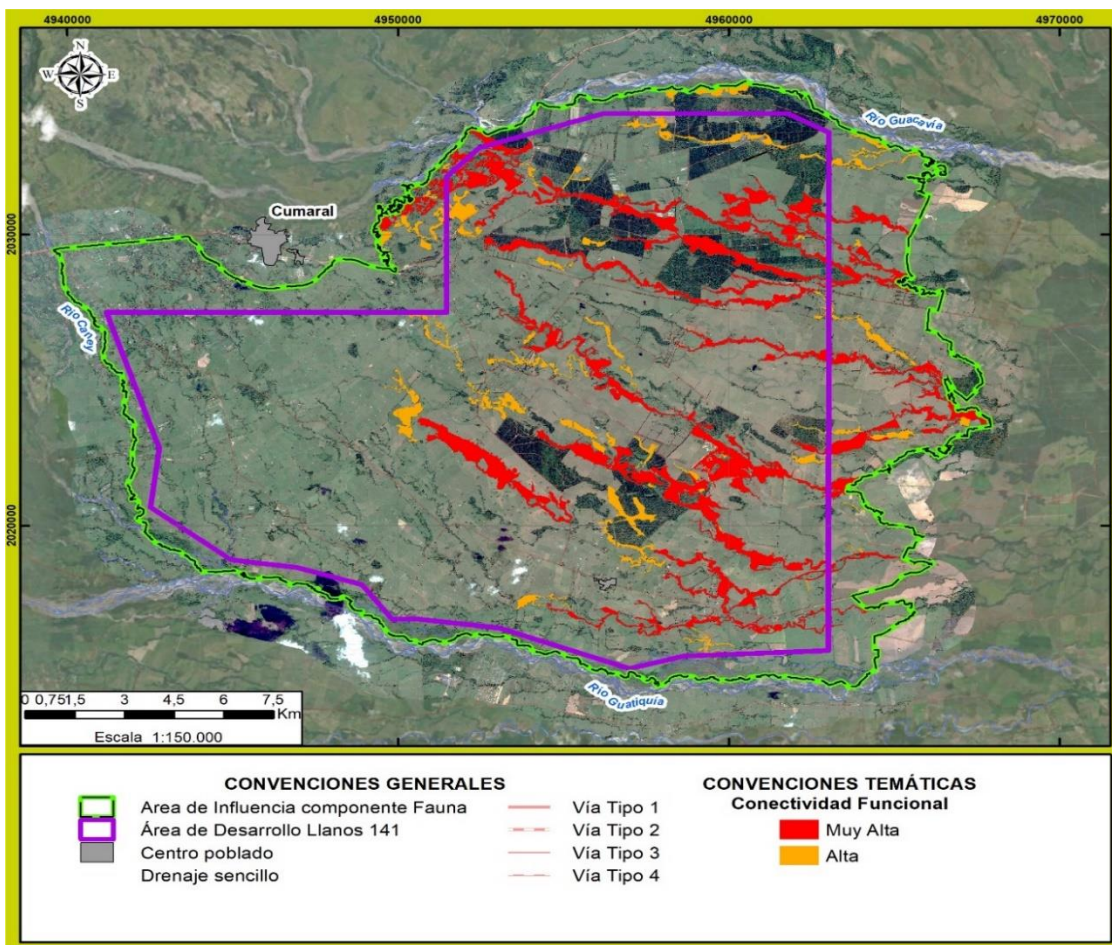 4940000
4950000
4960000
4970000
N
W
E
S
Río Guacavía
Cumaral
2030000
Río Caney
2020000
Río Guatiquía
0 0,751,5 3 4,5 6 7,5
Km
Escala 1:150.000
CONVENCIONES GENERALES
Area de Influencia componente Fauna
Área de Desarrollo Llanos 141
Centro poblado
Drenaje sencillo
Vía Tipo 1
Vía Tipo 2
Vía Tipo 3
Vía Tipo 4
CONVENCIONES TEMÁTICAS
Conectividad Funcional
Muy Alta
Alta